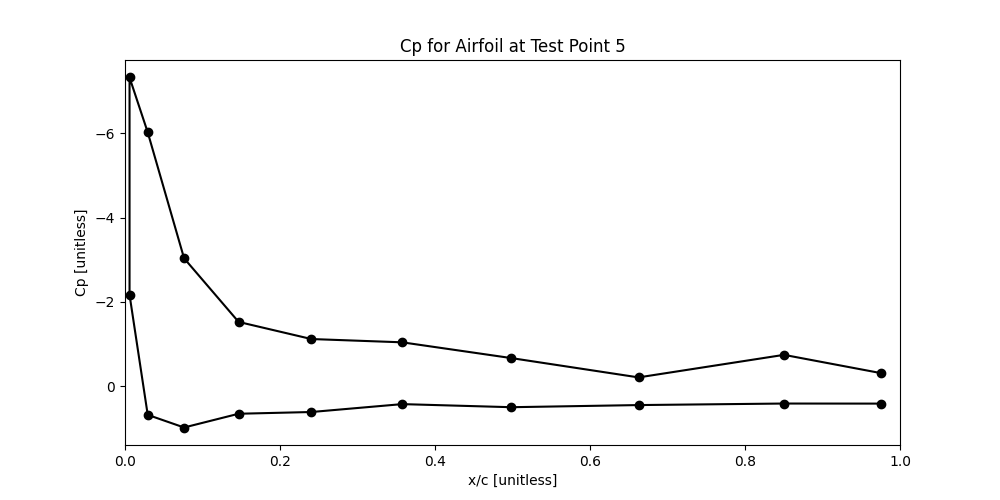 Cp for Airfoil at Test Point 5
−6
−4
−2
0
Cp [unitless]
0.0 0.2 0.4 0.6 0.8 1.0
x/c [unitless]